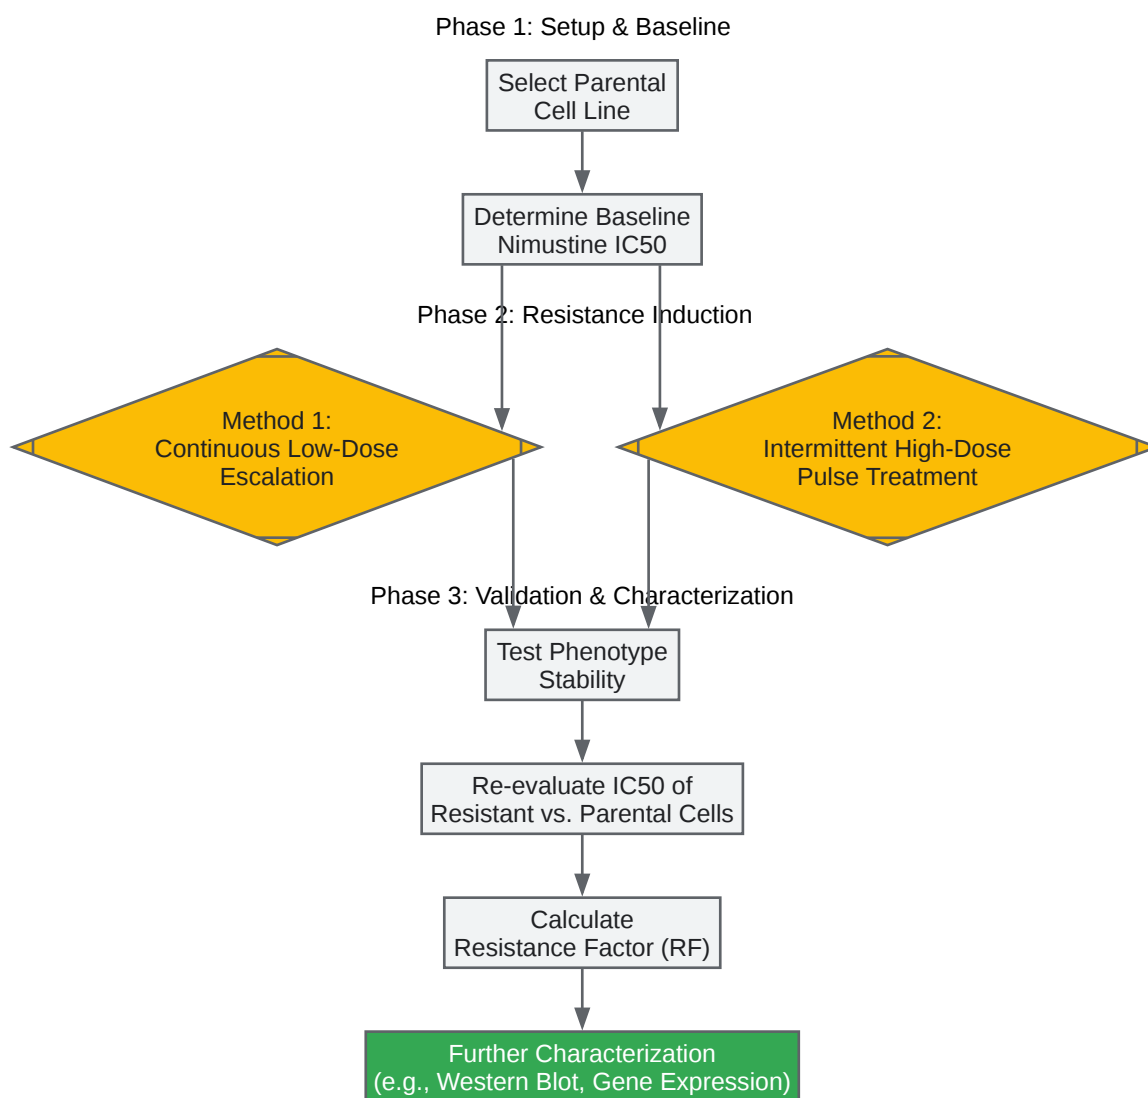 Phase 1: Setup & Baseline
Select Parental
Cell Line
Determine Baseline
Nimustine IC50
Phase 2: Resistance Induction
Method 1:
Continuous Low-Dose
Escalation
Method 2:
Intermittent High-Dose
Pulse Treatment
Phase 3: Validation & Characterization
Test Phenotype
Stability
Re-evaluate IC50 of
Resistant vs. Parental Cells
Calculate
Resistance Factor (RF)
Further Characterization
(e.g., Western Blot, Gene Expression)